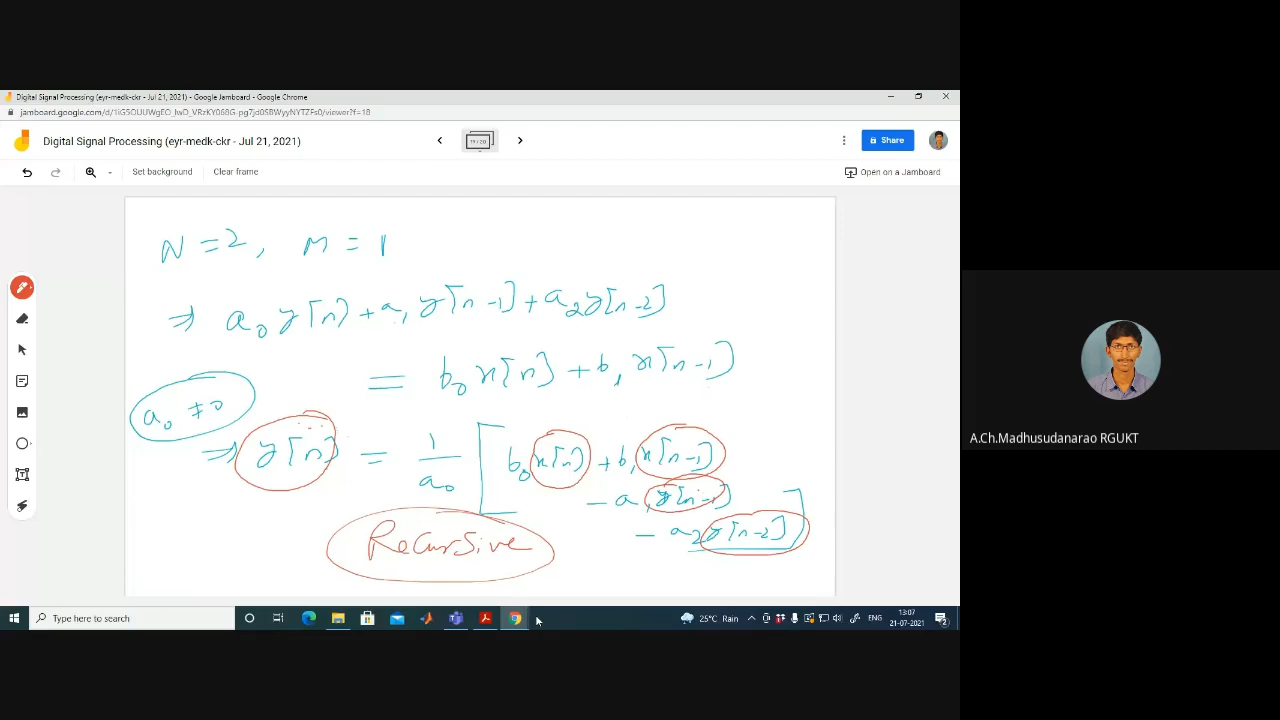 Digital Signal Processing (eyr-medk-ckr - Jul 21, 2021) - Google Jamboard - Google Chrome
Digital Signal Processing (eyr-medk-ckr - Jul 21, 2021)
19 / 20
Share
Set background
Clear frame
Open on a Jamboard
N = 2, M = 1
⇒ a₀ y[n] + a₁ y[n-1] + a₂ y[n-2]
= b₀ x[n] + b₁ x[n-1]
a₀ ≠ 0
⇒ y[n] = 1/a₀ [ b₀ x[n] + b₁ x[n-1]
- a₁ y[n-1]
- a₂ y[n-2] ]
Recursive
A.Ch.Madhusudanarao RGUKT
Type here to search
25°C Rain
ENG
13:07
21-07-2021
2